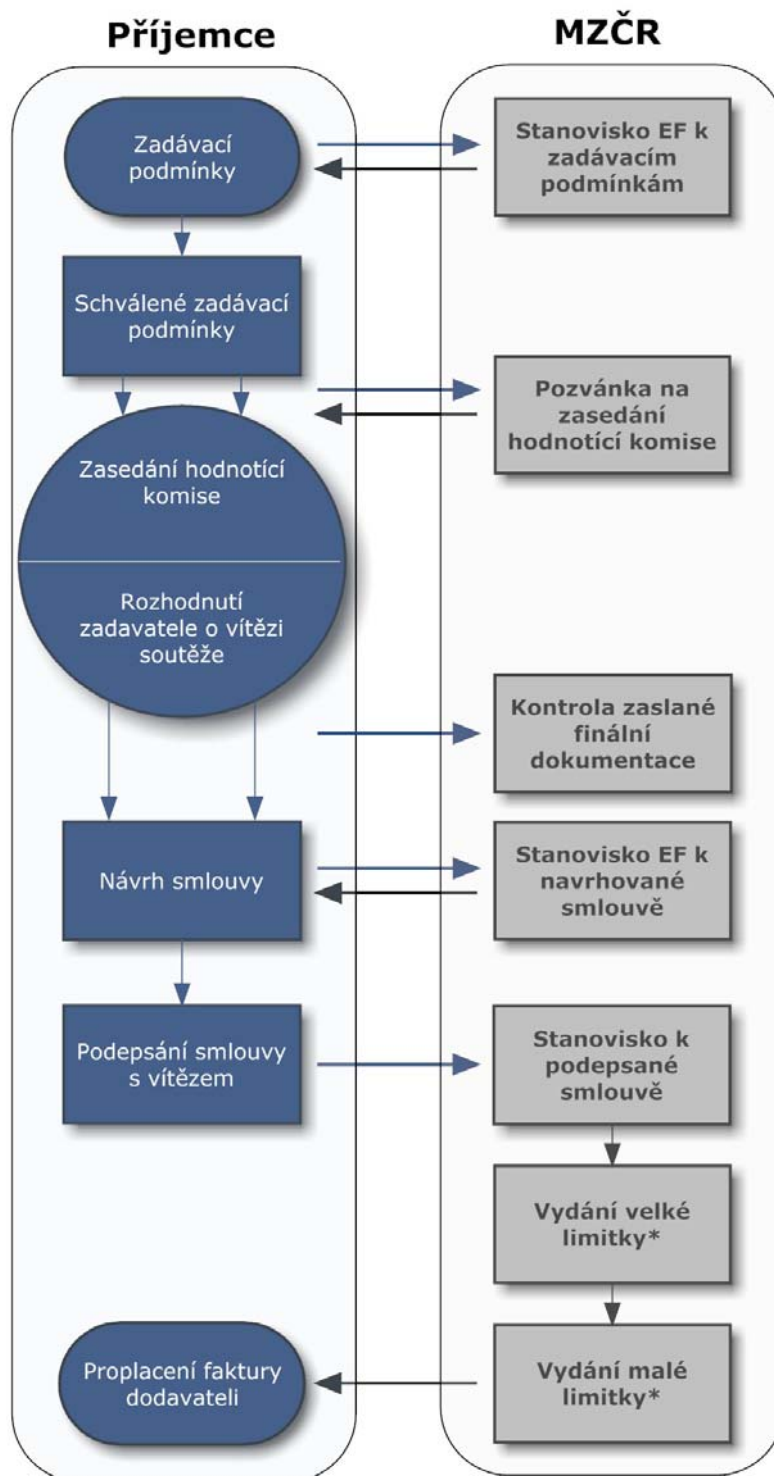 Příjemce
MZČR
Zadávací
podmínky
Stanovisko EF k
zadávacím
podmínkám
Schválené zadávací
podmínky
Pozvánka na
zasedání
hodnotící komise
Zasedání hodnotící
komise
Rozhodnutí
zadavatele o vítězi
soutěže
Kontrola zaslané
finální
dokumentace
Návrh smlouvy
Stanovisko EF k
navrhované
smlouvě
Podepsání smlouvy
s vítězem
Stanovisko k
podepsané
smlouvě
Vydání velké
limitky*
Proplacení faktury
dodavateli
Vydání malé
limitky*